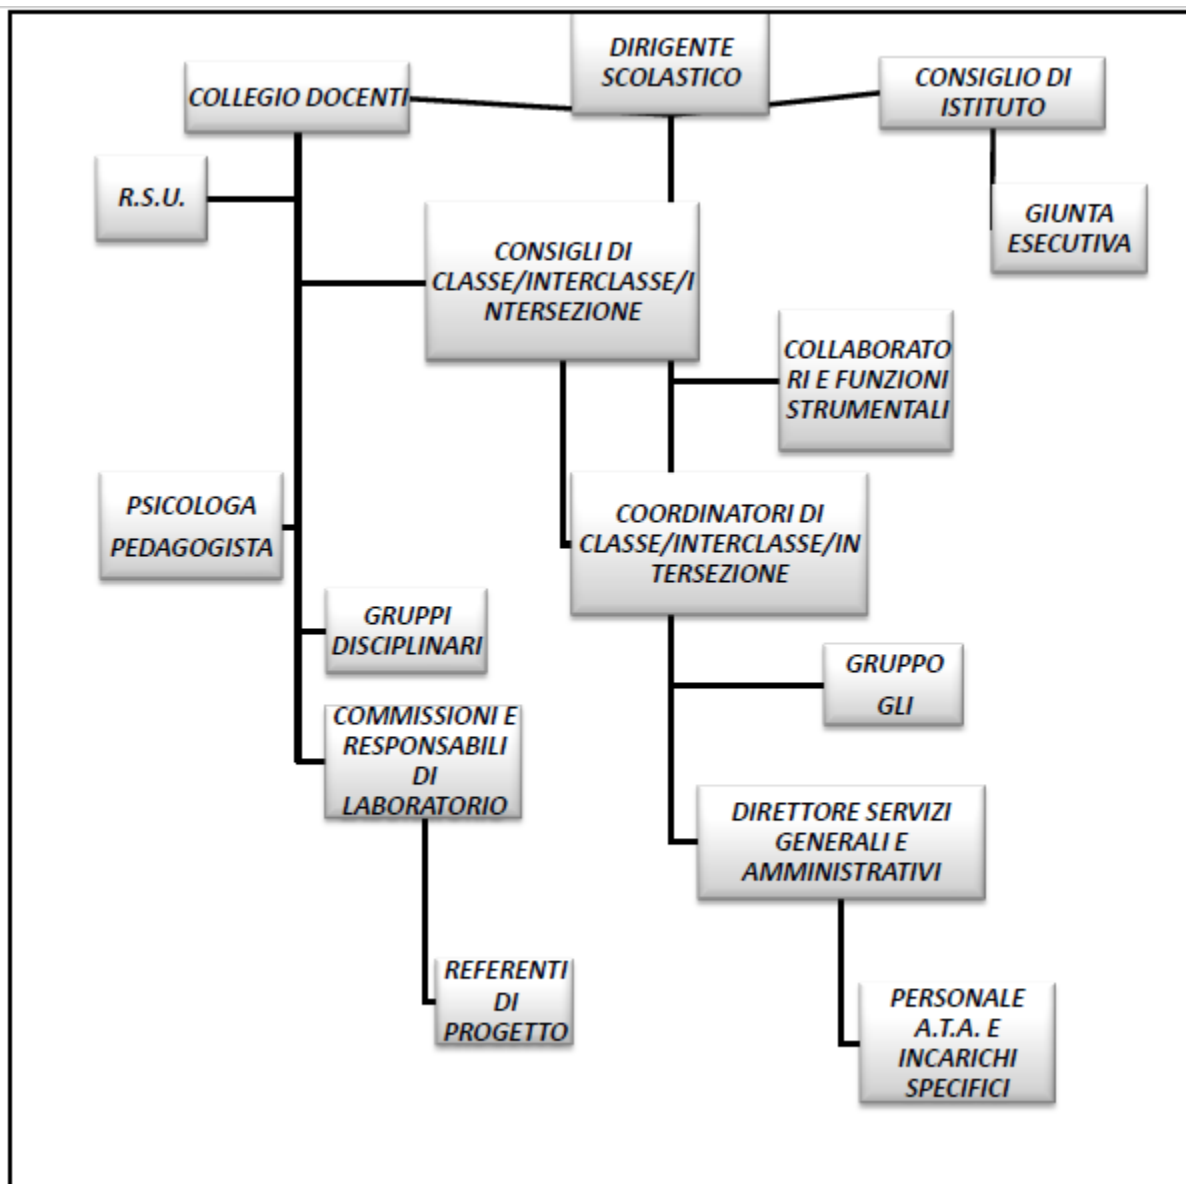 DIRIGENTE
SCOLASTICO
COLLEGIO DOCENTI
CONSIGLIO DI
ISTITUTO
R.S.U.
GIUNTA
ESECUTIVA
CONSIGLI DI
CLASSE/INTERCLASSE/I
NTERSEZIONE
COLLABORATO
RI E FUNZIONI
STRUMENTALI
PSICOLOGA
PEDAGOGISTA
COORDINATORI DI
CLASSE/INTERCLASSE/IN
TERSEZIONE
GRUPPI
DISCIPLINARI
GRUPPO
GLI
COMMISSIONI E
RESPONSABILI
DI
LABORATORIO
DIRETTORE SERVIZI
GENERALI E
AMMINISTRATIVI
REFERENTI
DI
PROGETTO
PERSONALE
A.T.A. E
INCARICHI
SPECIFICI